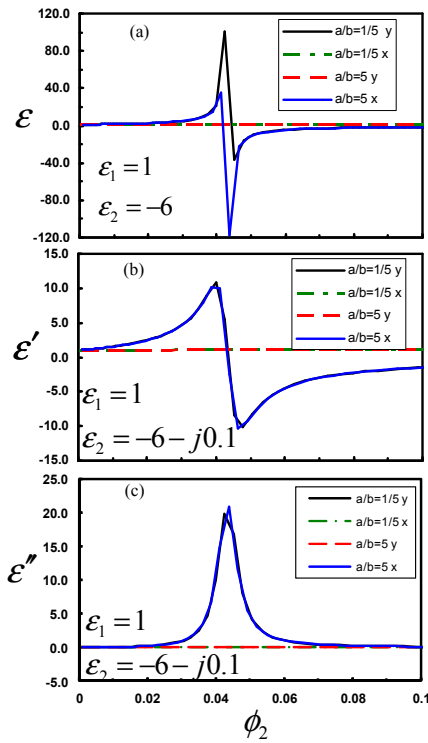 (a)
120.0
80.0
40.0
0.0
-40.0
-80.0
-120.0
ε
a/b=1/5 y
a/b=1/5 x
a/b=5 y
a/b=5 x
ε₁ = 1
ε₂ = −6
(b)
15.0
10.0
5.0
0.0
-5.0
-10.0
-15.0
ε′
a/b=1/5 y
a/b=1/5 x
a/b=5 y
a/b=5 x
ε₁ = 1
ε₂ = −6 − j0.1
(c)
25.0
20.0
15.0
10.0
5.0
0.0
-5.0
ε″
a/b=1/5 y
a/b=1/5 x
a/b=5 y
a/b=5 x
ε₁ = 1
ε₂ = −6 − j0.1
0 0.02 0.04 0.06 0.08 0.1
ϕ₂